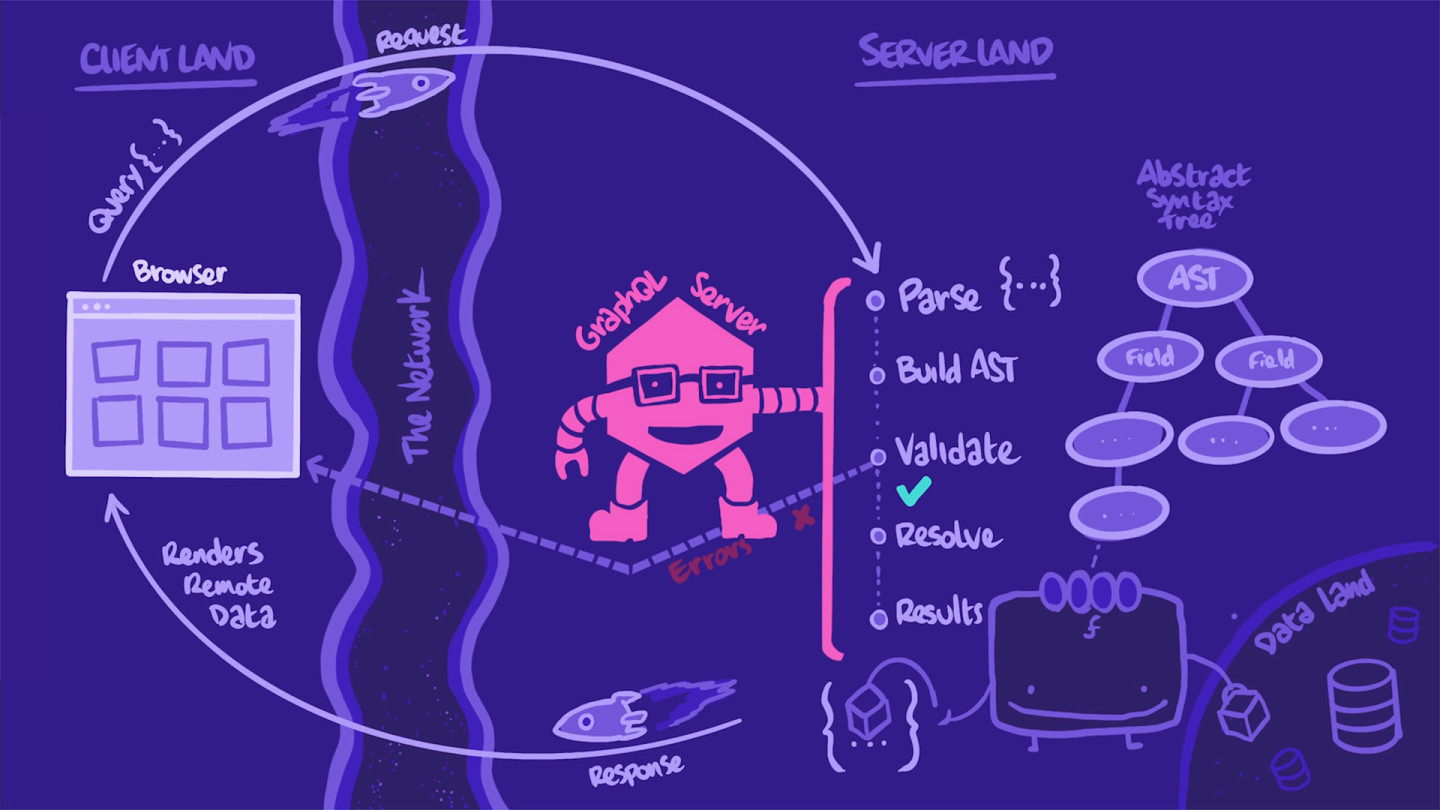 CLIENT LAND
Request
SERVER LAND
Query {...}
Browser
The Network
GraphQL Server
Parse {...}
Build AST
Validate
Resolve
Results
Errors x
Abstract
Syntax
Tree
AST
Field
Field
...
...
...
...
f
Data Land
Renders
Remote
Data
Response
{...}